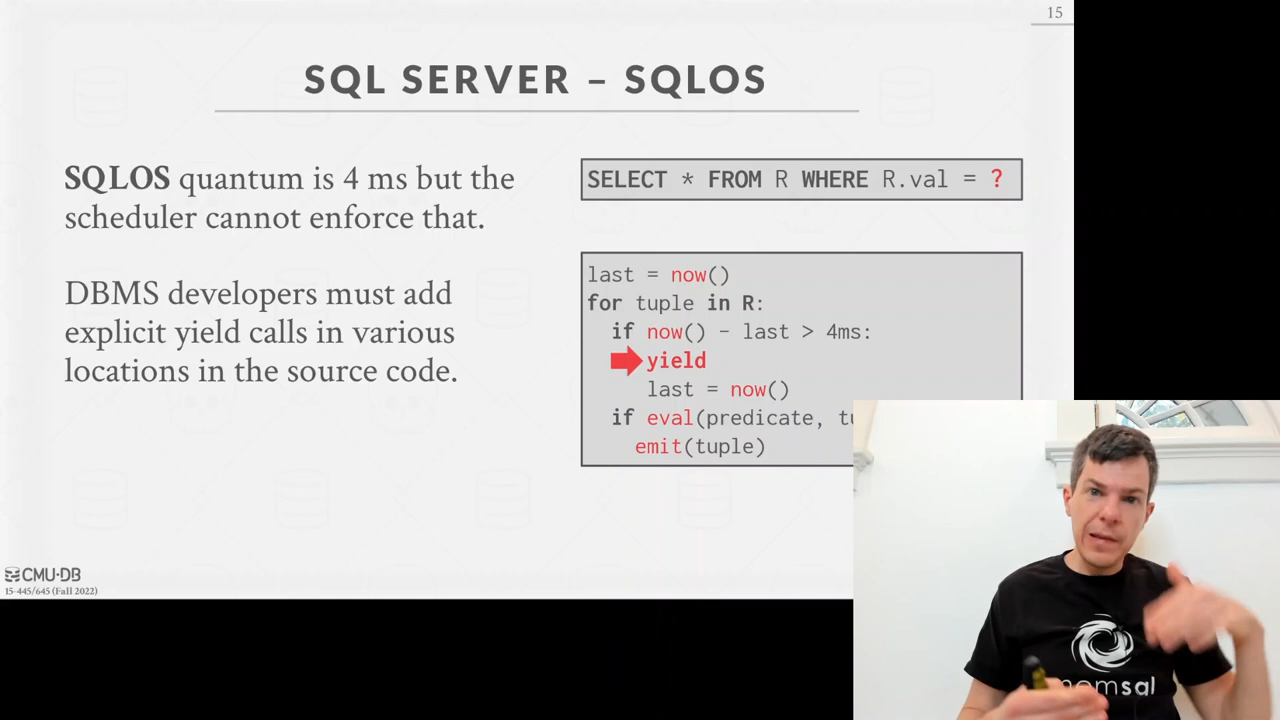 15
SQL SERVER – SQLOS
SQLOS quantum is 4 ms but the
scheduler cannot enforce that.
DBMS developers must add
explicit yield calls in various
locations in the source code.
SELECT * FROM R WHERE R.val = ?
last = now()
for tuple in R:
if now() - last > 4ms:
yield
last = now()
if eval(predicate, tu
emit(tuple)
CMU·DB
15-445/645 (Fall 2022)